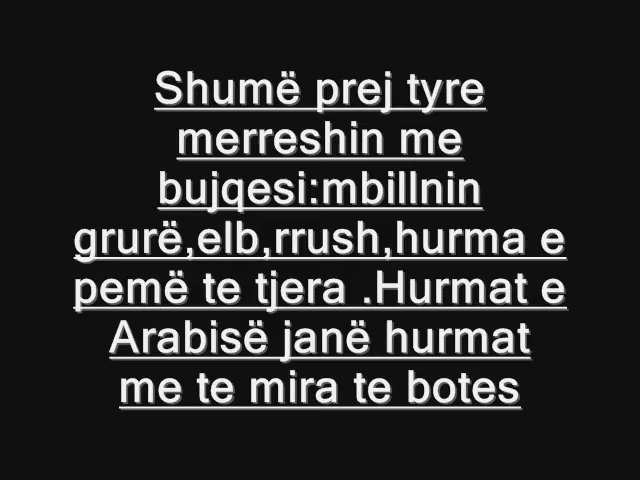 Shumë prej tyre
merreshin me
bujqesi:mbillnin
grurë,elb,rrush,hurma e
pemë te tjera .Hurmat e
Arabisë janë hurmat
me te mira te botes